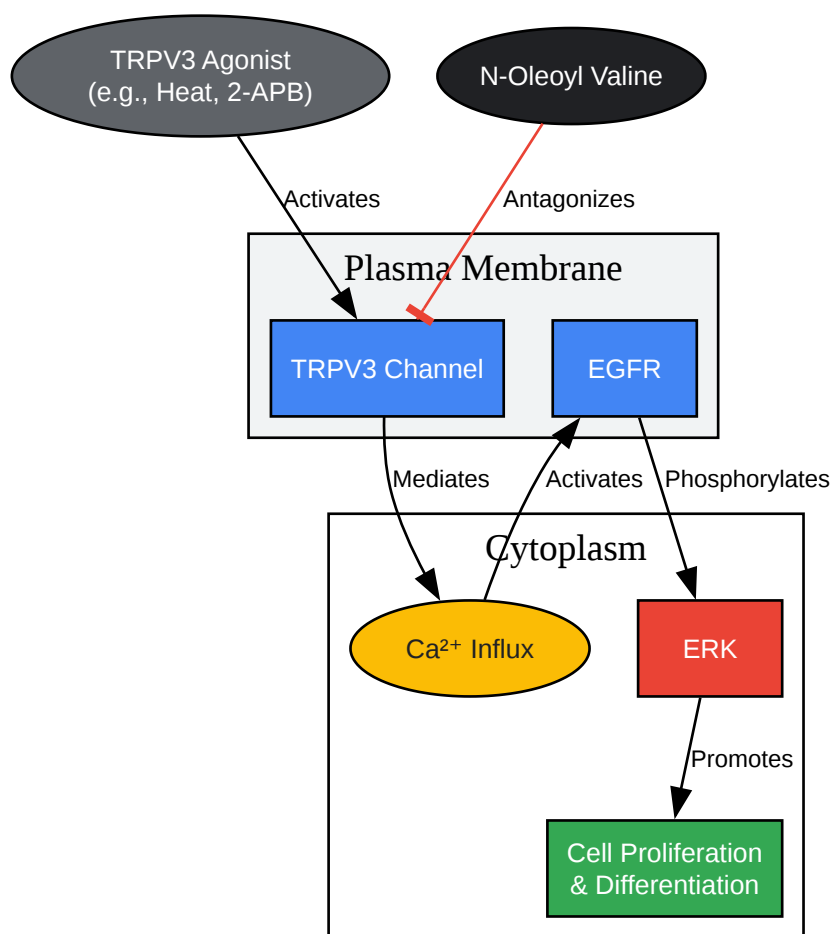 TRPV3 Agonist
(e.g., Heat, 2-APB)
N-Oleoyl Valine
Activates
Antagonizes
Plasma Membrane
TRPV3 Channel
EGFR
Mediates
Activates
Phosphorylates
Cytoplasm
Ca²⁺ Influx
ERK
Promotes
Cell Proliferation
& Differentiation